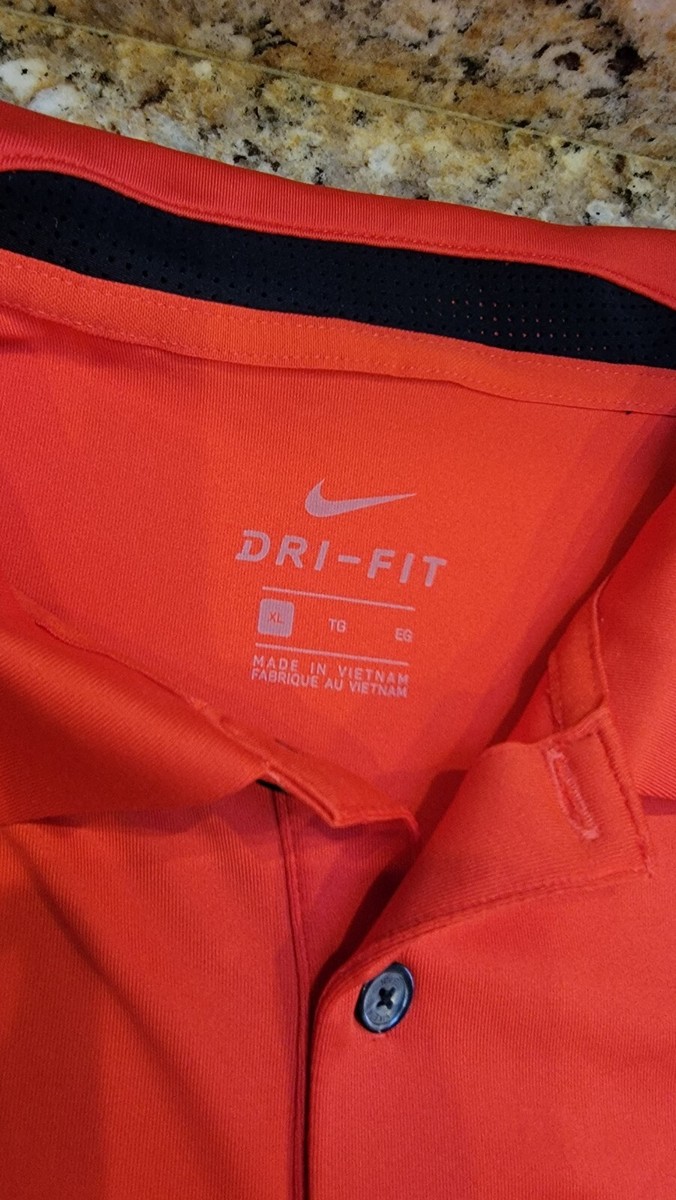 DRI-FIT
XL TG EG
MADE IN VIETNAM
FABRIQUE AU VIETNAM